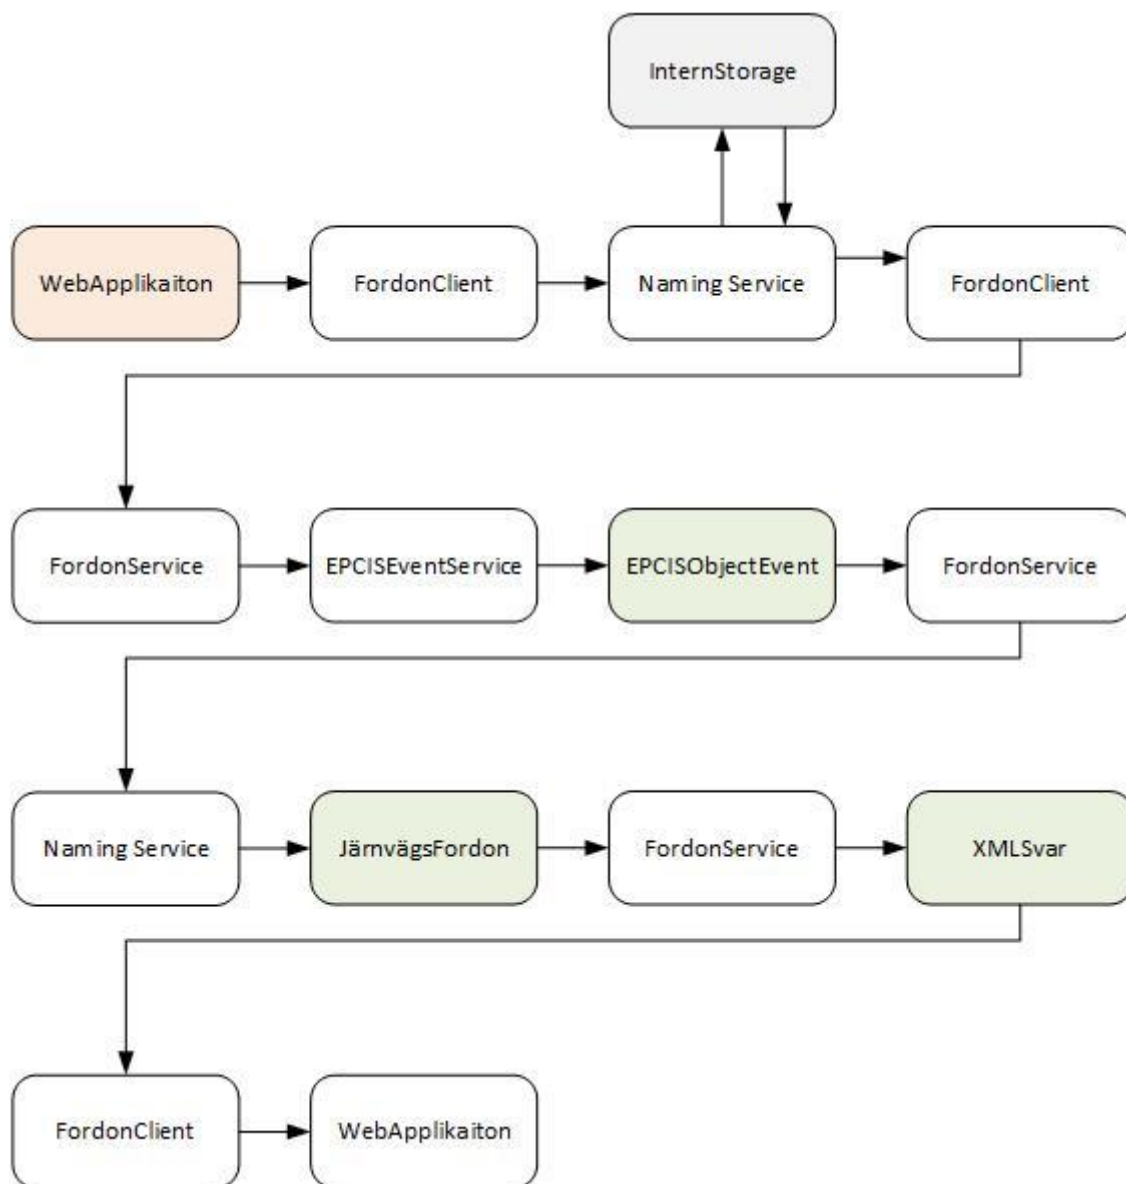 InternStorage
WebApplikaiton
FordonClient
Naming Service
FordonClient
FordonService
EPCISEventService
EPCISObjectEvent
FordonService
Naming Service
JärnvägsFordon
FordonService
XMLSvar
FordonClient
WebApplikaiton